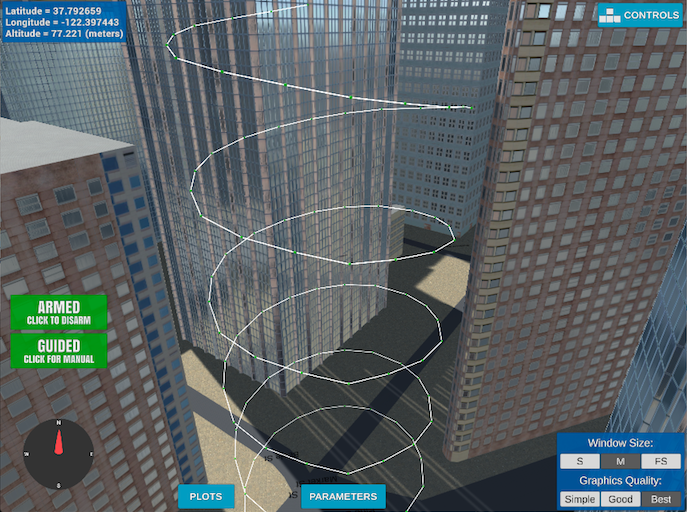 Latitude = 37.792659
Longitude = -122.397443
Altitude = 77.221 (meters)
CONTROLS
ARMED
CLICK TO DISARM
GUIDED
CLICK FOR MANUAL
N
W
E
S
PLOTS
PARAMETERS
Window Size:
S M FS
Graphics Quality:
Simple Good Best